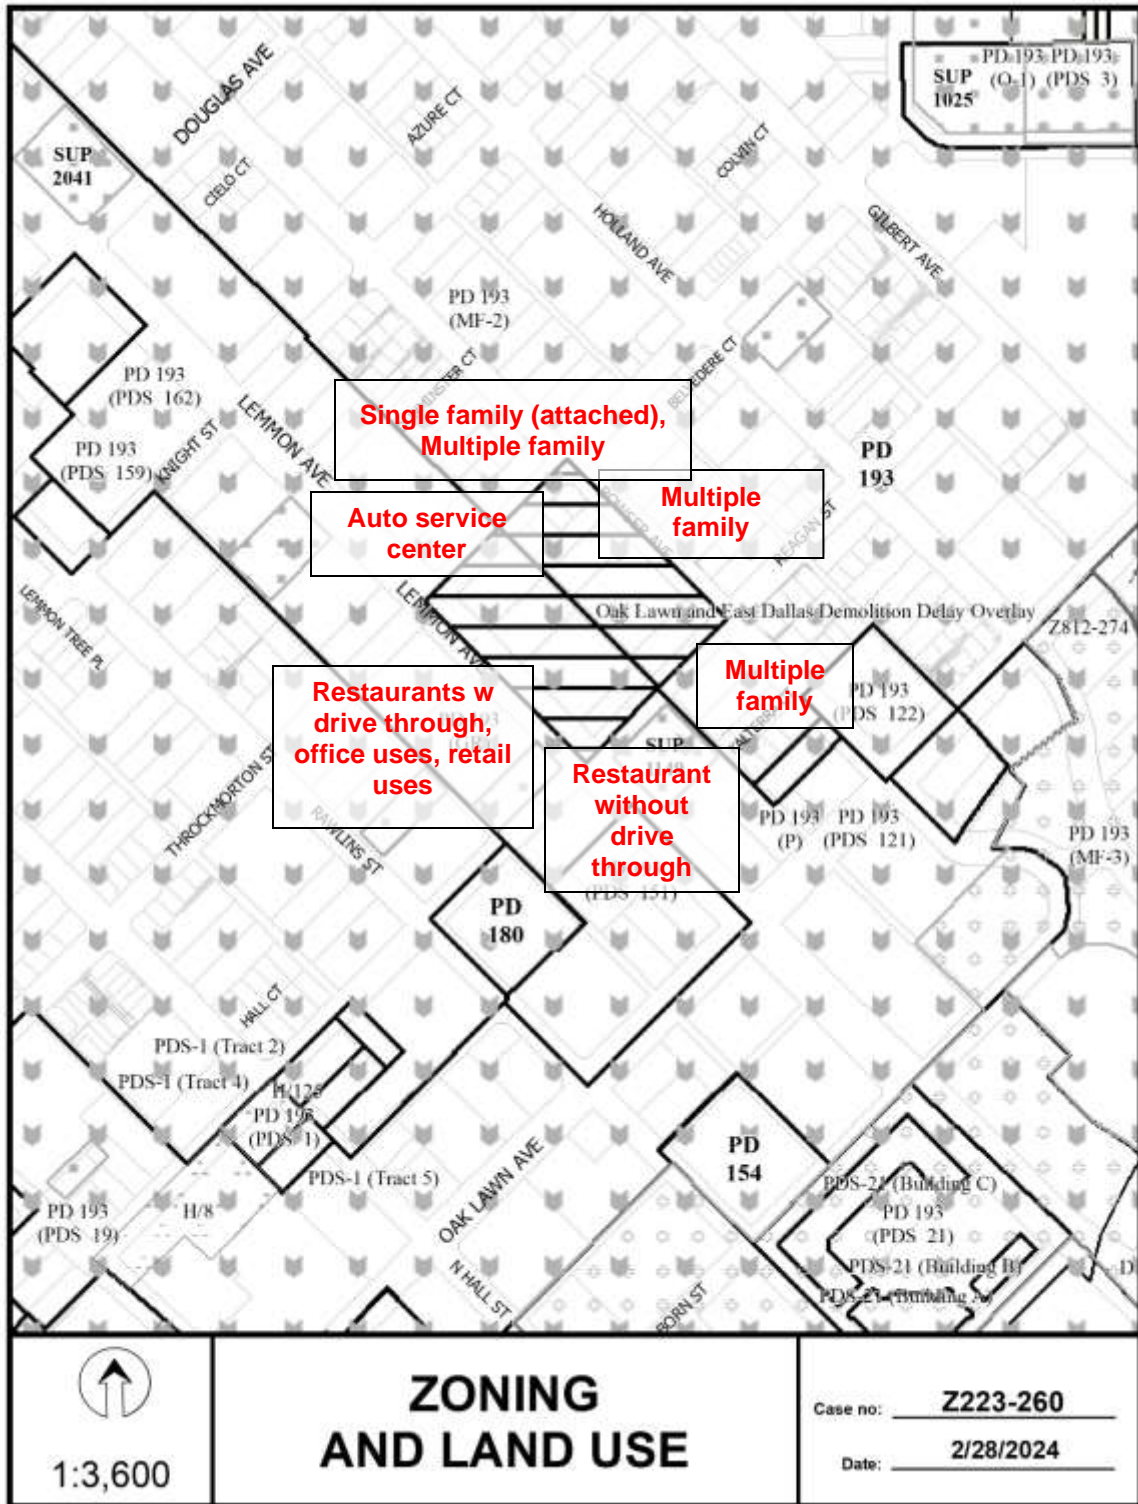 DOUGLAS AVE
AZURE CT
CIELO CT
COLVIN CT
HOLLAND AVE
GILBERT AVE
SUP
2041
SUP
1025
PD 193
(O-1)
PD 193
(PDS 3)
PD 193
(MF-2)
PD 193
(PDS 162)
PD 193
(PDS 159)
KNIGHT ST
LEMMON AVE
BELVEDERE CT
Single family (attached),
Multiple family
PD
193
Multiple
family
REAGAN ST
Auto service
center
LEMMON AVE
LEMMON TREE PL
Oak Lawn and East Dallas Demolition Delay Overlay
Z812-274
Multiple
family
PD 193
(PDS 122)
Restaurants w
drive through,
office uses, retail
uses
SUP
Restaurant
without
drive
through
(PDS 151)
PD 193
(P)
PD 193
(PDS 121)
PD 193
(MF-3)
THROCKMORTON ST
RAWLINS ST
PD
180
HALL CT
PDS-1 (Tract 2)
PDS-1 (Tract 4)
H/126
PD 193
(PDS 1)
PDS-1 (Tract 5)
PD 193
(PDS 19)
H/8
OAK LAWN AVE
N HALL ST
BORN ST
PD
154
PDS-21 (Building C)
PD 193
(PDS 21)
PDS-21 (Building B)
PDS-21 (Building A)
D
1:3,600
ZONING
AND LAND USE
Case no: Z223-260
Date: 2/28/2024